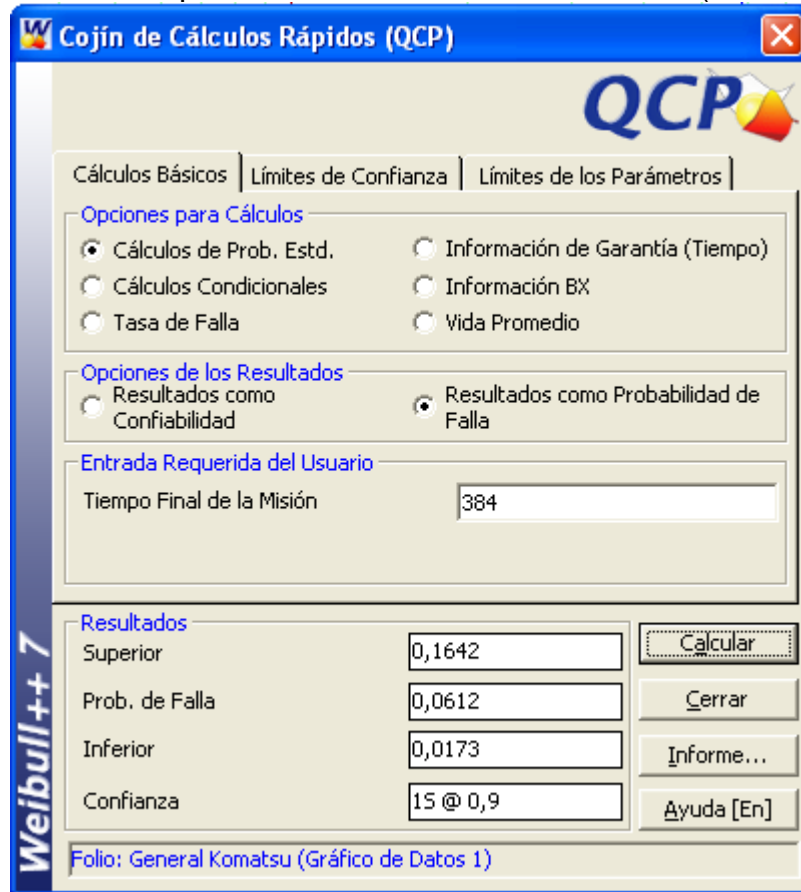 Cojín de Cálculos Rápidos (QCP)
QCP
Cálculos Básicos
Límites de Confianza
Límites de los Parámetros
Opciones para Cálculos
Cálculos de Prob. Estd.
Información de Garantía (Tiempo)
Cálculos Condicionales
Información BX
Tasa de Falla
Vida Promedio
Opciones de los Resultados
Resultados como Confiabilidad
Resultados como Probabilidad de Falla
Entrada Requerida del Usuario
Tiempo Final de la Misión
384
Resultados
Superior
0,1642
Calcular
Prob. de Falla
0,0612
Cerrar
Inferior
0,0173
Informe...
Confianza
1S @ 0,9
Ayuda [En]
Folio: General Komatsu (Gráfico de Datos 1)
Weibull++ 7